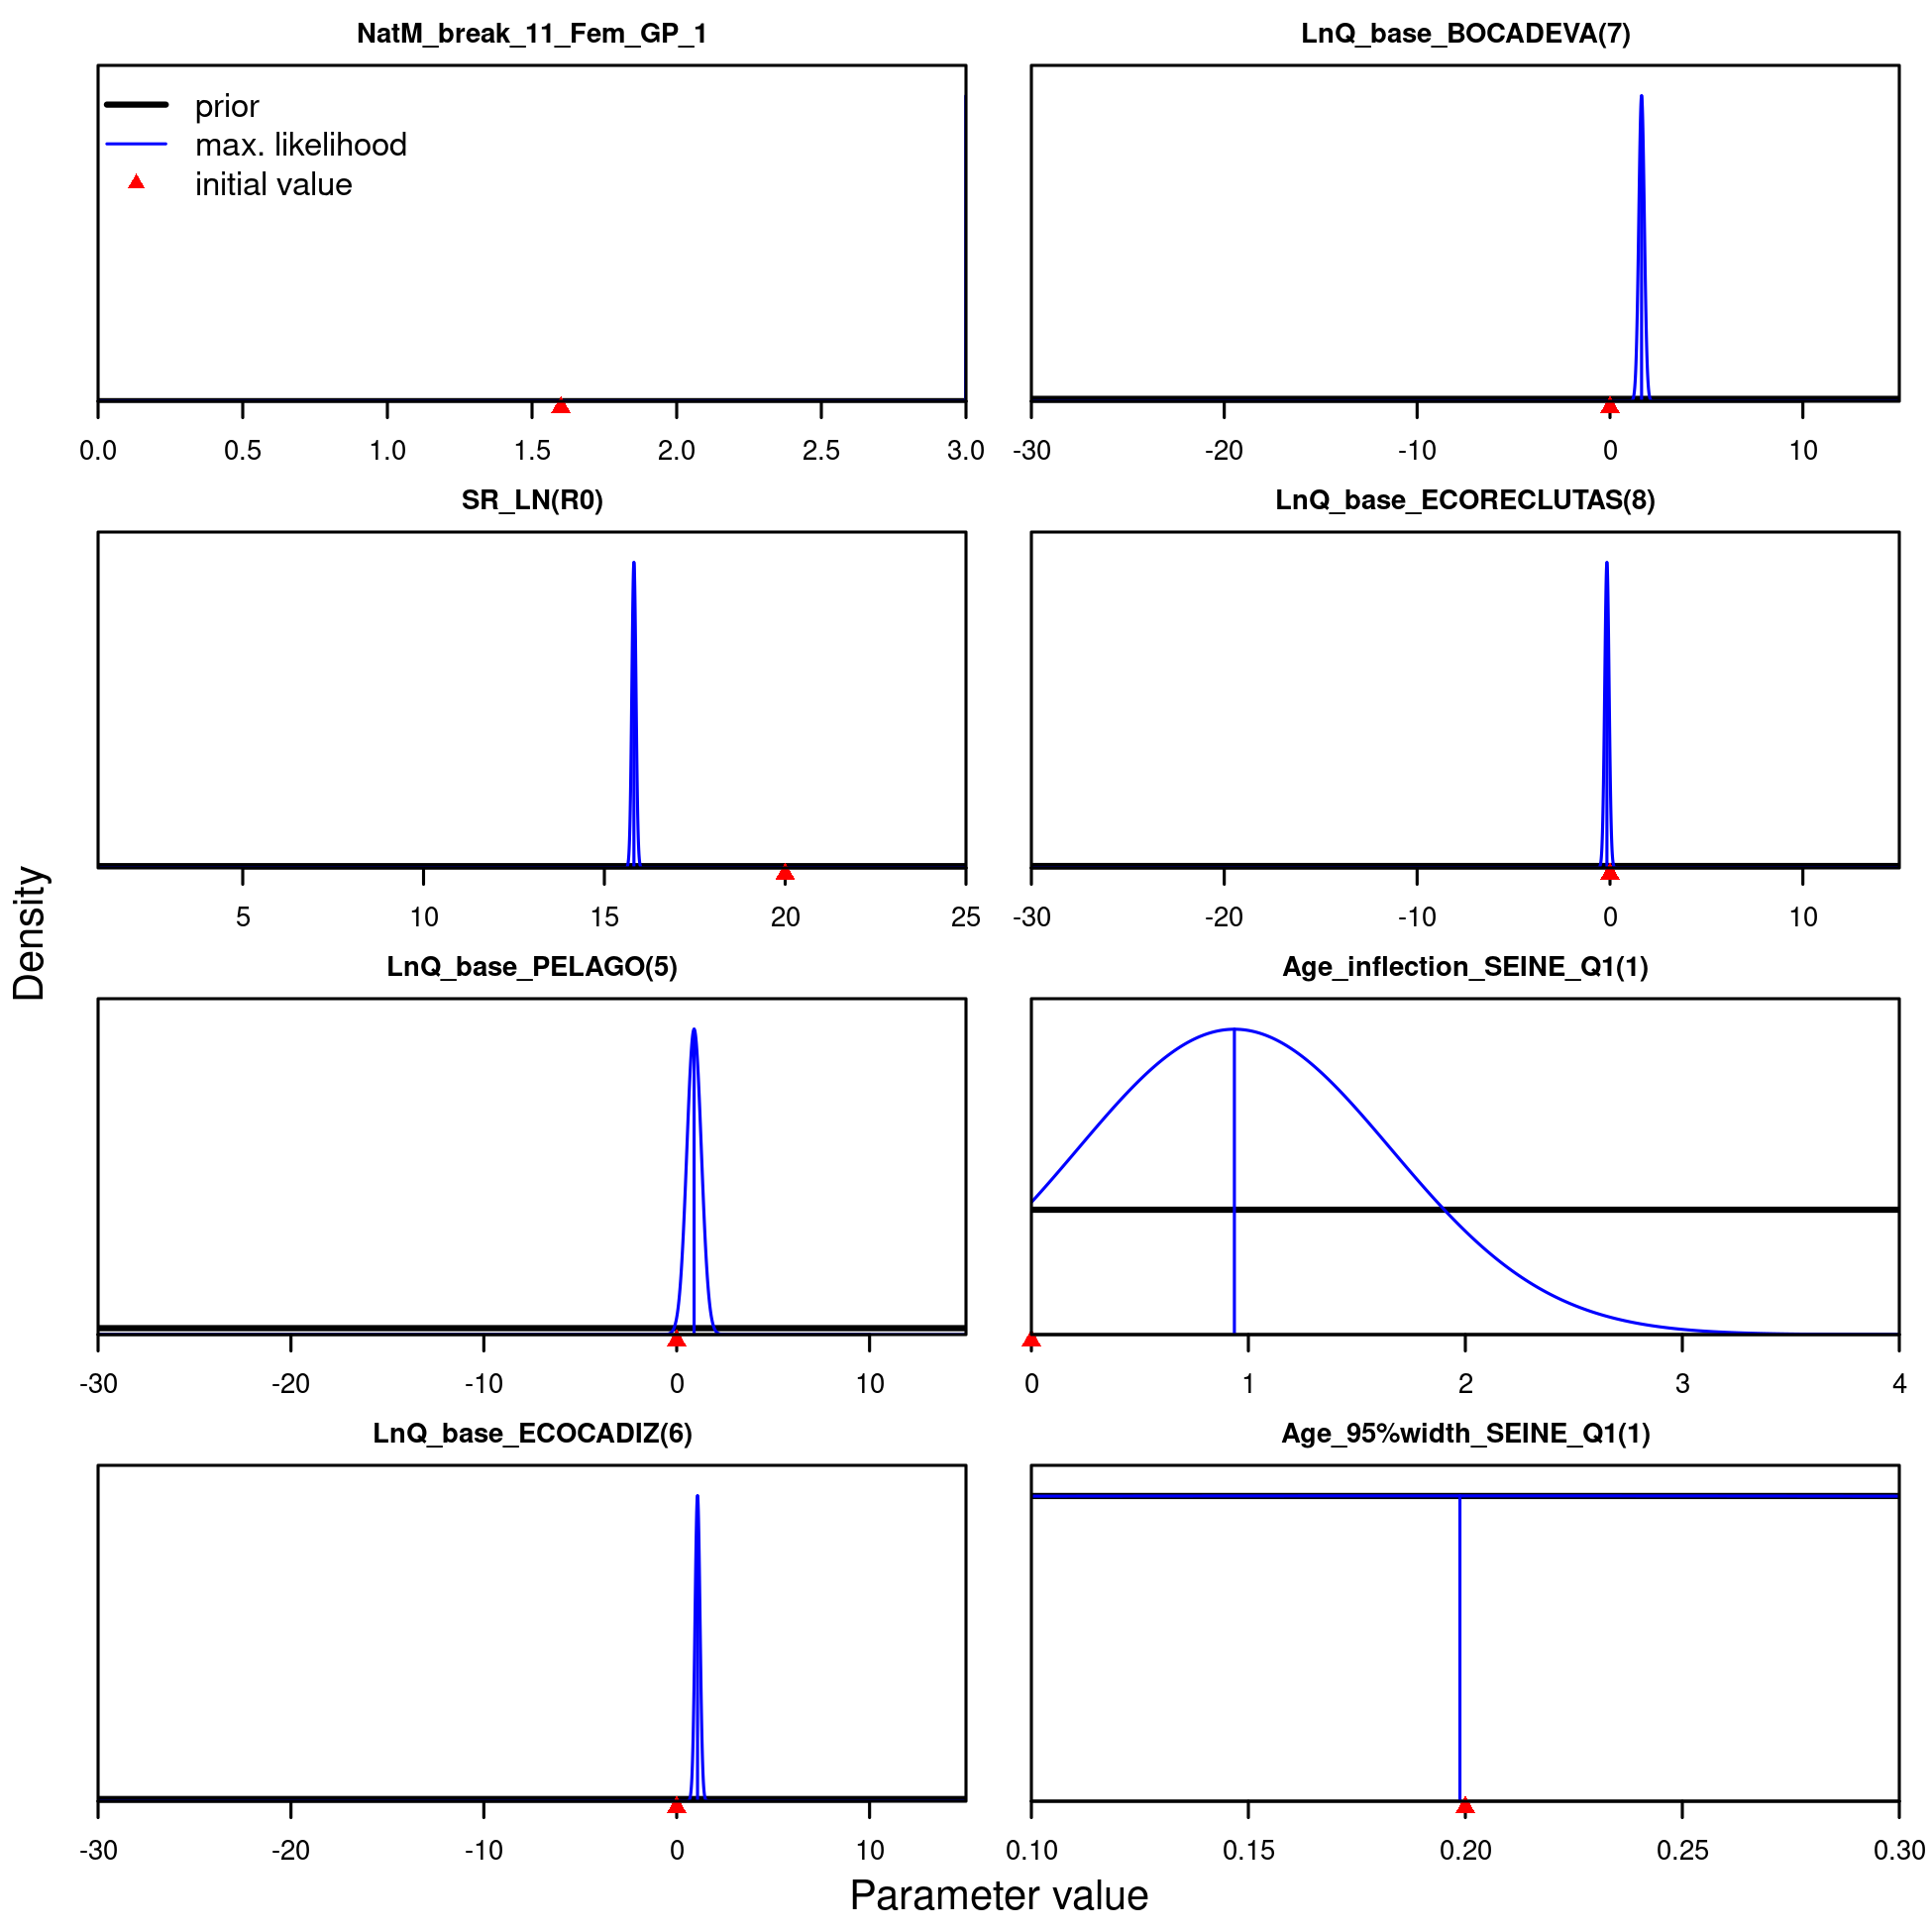 NatM_break_11_Fem_GP_1
prior
max. likelihood
initial value
0.0 0.5 1.0 1.5 2.0 2.5 3.0
LnQ_base_BOCADEVA(7)
-30 -20 -10 0 10
SR_LN(R0)
5 10 15 20 25
LnQ_base_ECORECLUTAS(8)
-30 -20 -10 0 10
LnQ_base_PELAGO(5)
-30 -20 -10 0 10
Age_inflection_SEINE_Q1(1)
0 1 2 3 4
LnQ_base_ECOCADIZ(6)
-30 -20 -10 0 10
Age_95%width_SEINE_Q1(1)
0.10 0.15 0.20 0.25 0.30
Density
Parameter value